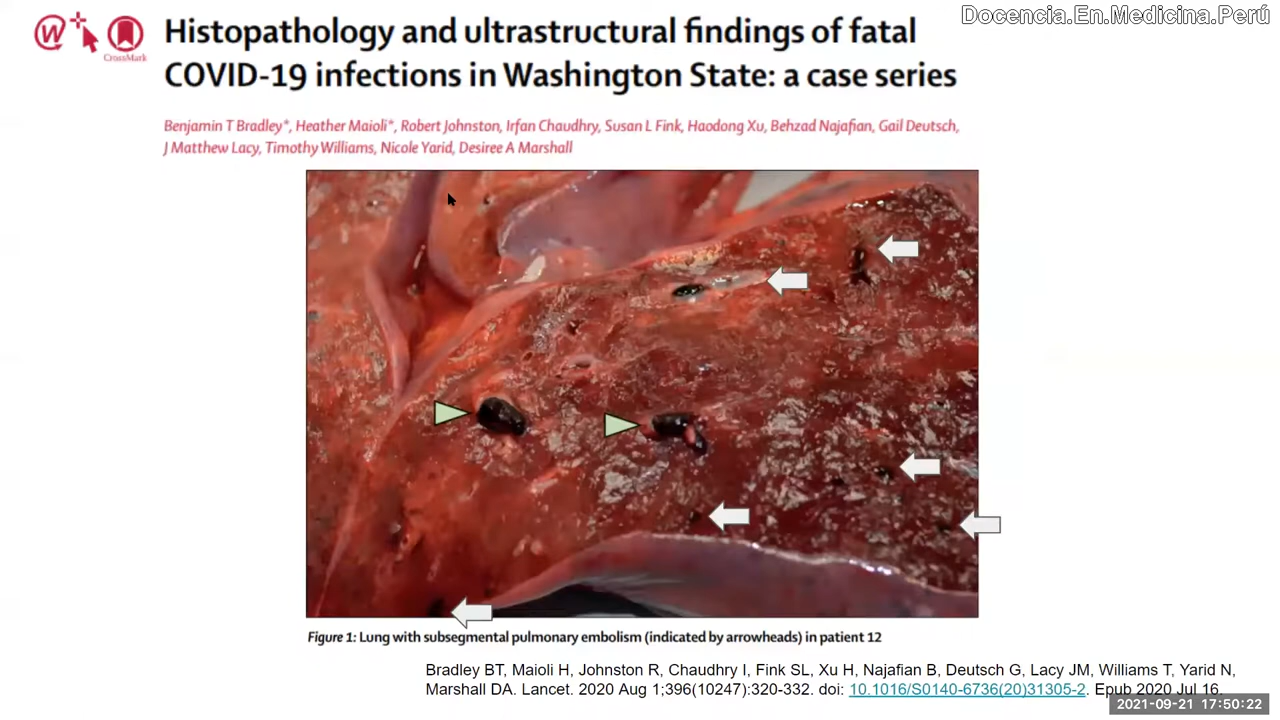 Docencia.En.Medicina.Perú
W
CrossMark
Histopathology and ultrastructural findings of fatal
COVID-19 infections in Washington State: a case series
Benjamin T Bradley*, Heather Maioli*, Robert Johnston, Irfan Chaudhry, Susan L Fink, Haodong Xu, Behzad Najafian, Gail Deutsch,
J Matthew Lacy, Timothy Williams, Nicole Yarid, Desiree A Marshall
Figure 1: Lung with subsegmental pulmonary embolism (indicated by arrowheads) in patient 12
Bradley BT, Maioli H, Johnston R, Chaudhry I, Fink SL, Xu H, Najafian B, Deutsch G, Lacy JM, Williams T, Yarid N,
Marshall DA. Lancet. 2020 Aug 1;396(10247):320-332. doi: 10.1016/S0140-6736(20)31305-2. Epub 2020 Jul 16.
2021-09-21 17:50:22